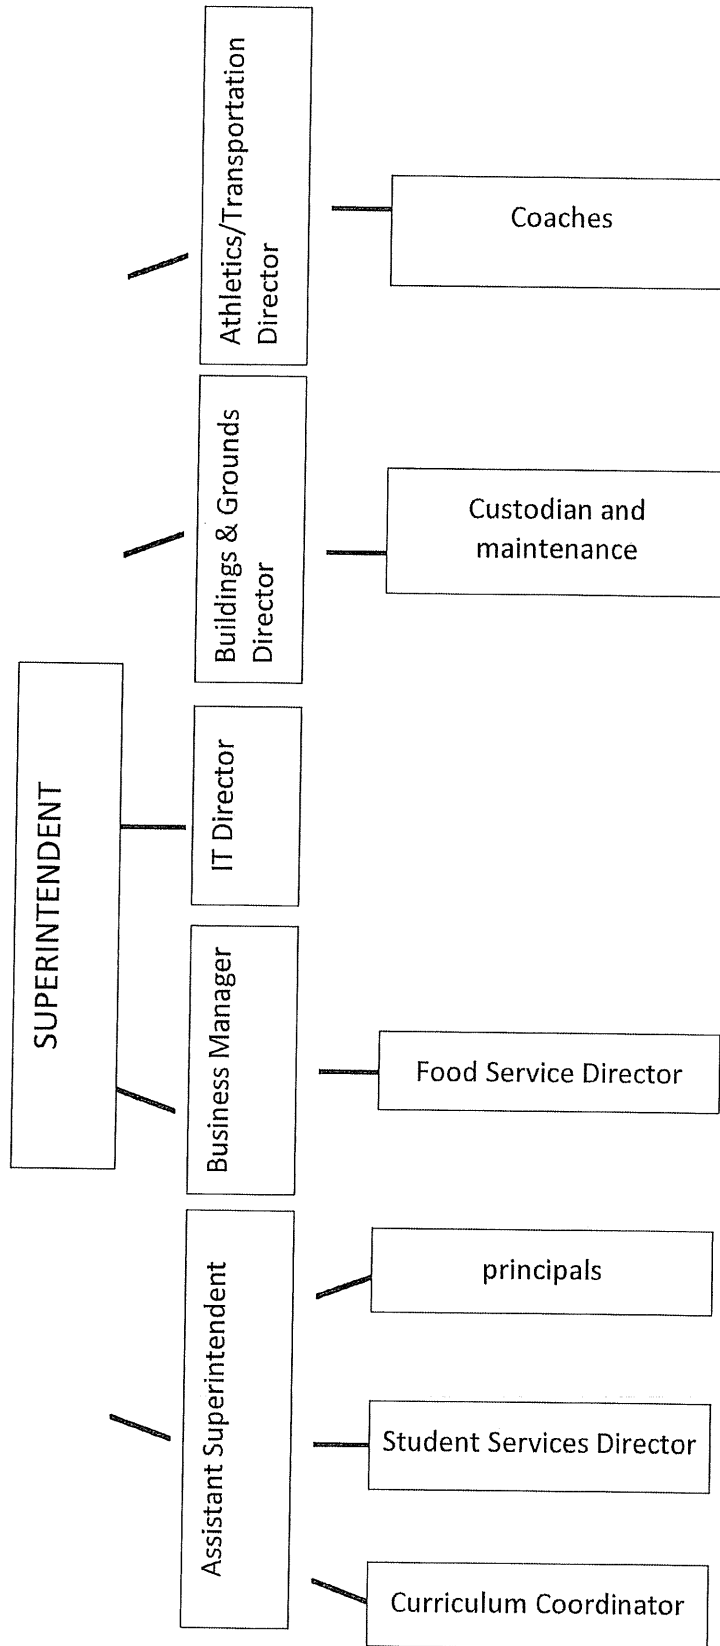 SUPERINTENDENT
Assistant Superintendent
Business Manager
IT Director
Buildings & Grounds
Director
Athletics/Transportation
Director
Curriculum Coordinator
Student Services Director
principals
Food Service Director
Custodian and
maintenance
Coaches